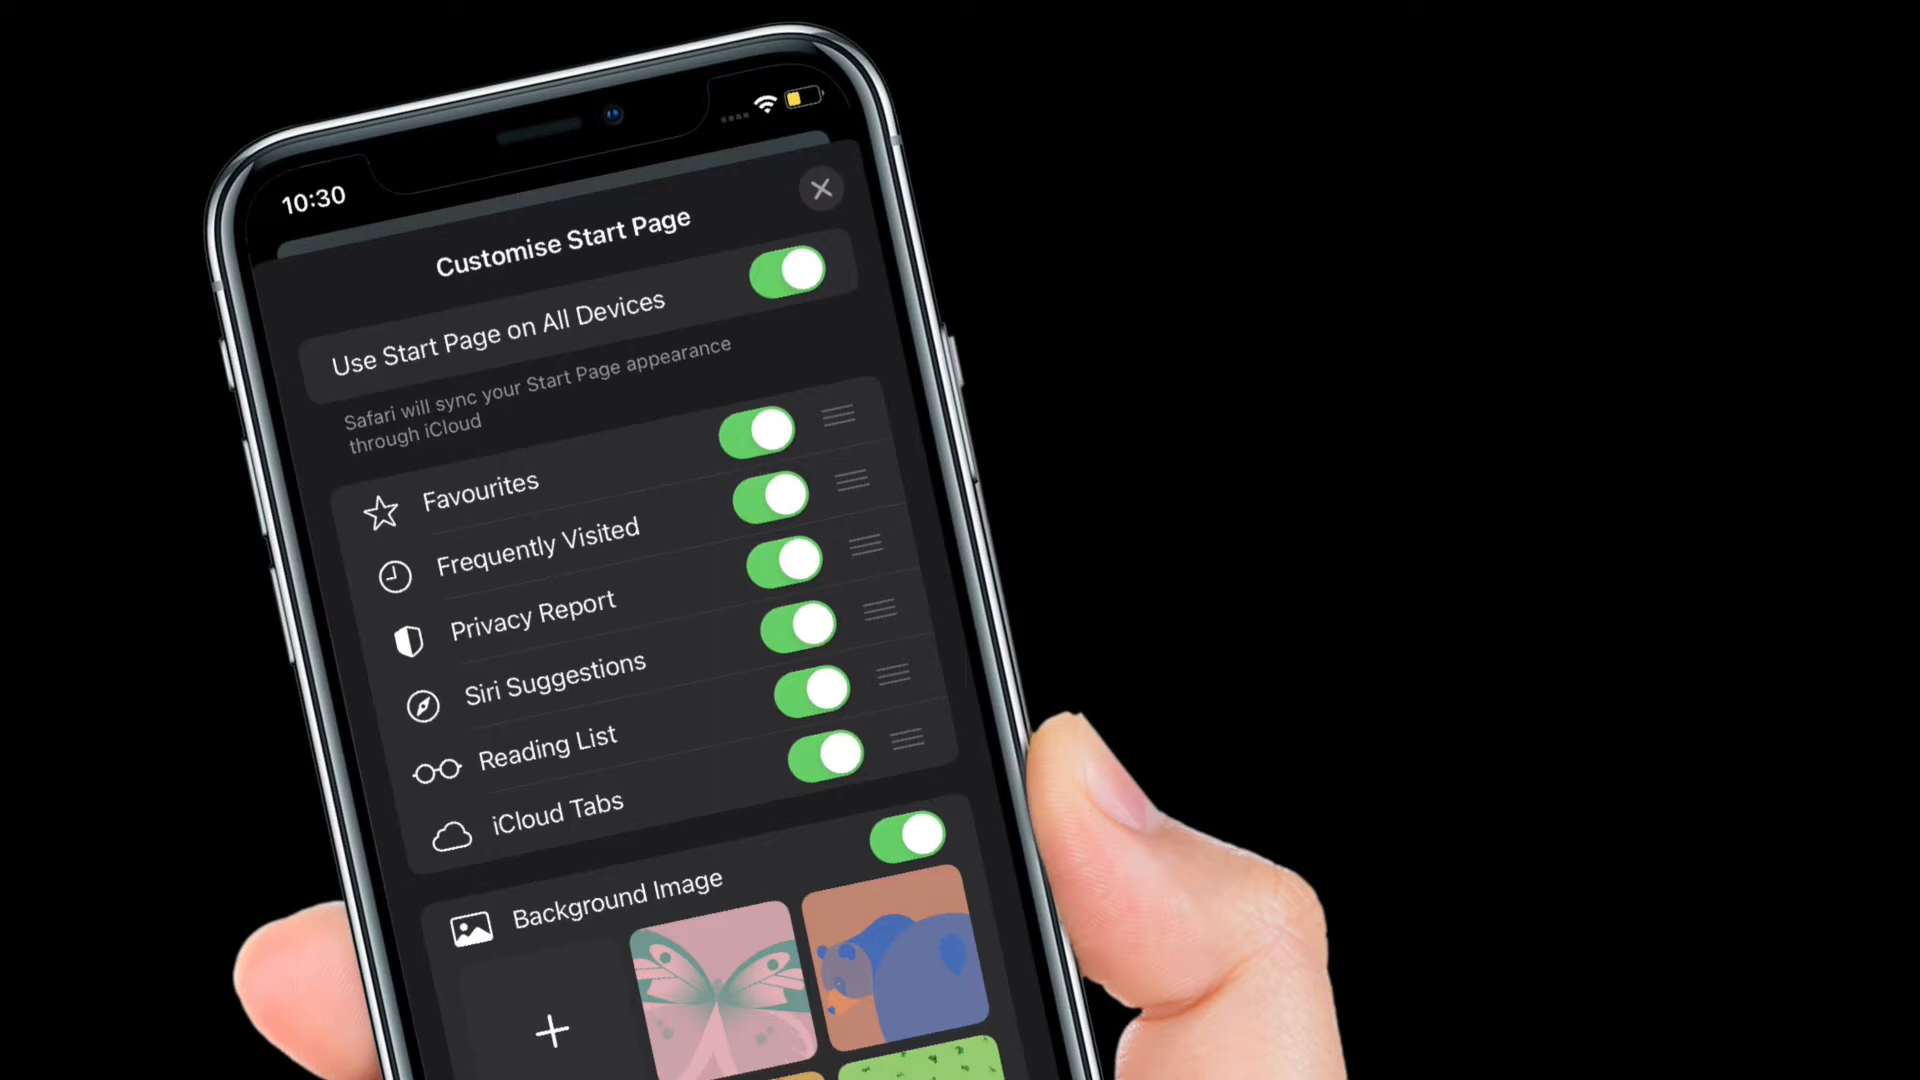 10:30
Customise Start Page
Use Start Page on All Devices
Safari will sync your Start Page appearance
through iCloud
Favourites
Frequently Visited
Privacy Report
Siri Suggestions
Reading List
iCloud Tabs
Background Image